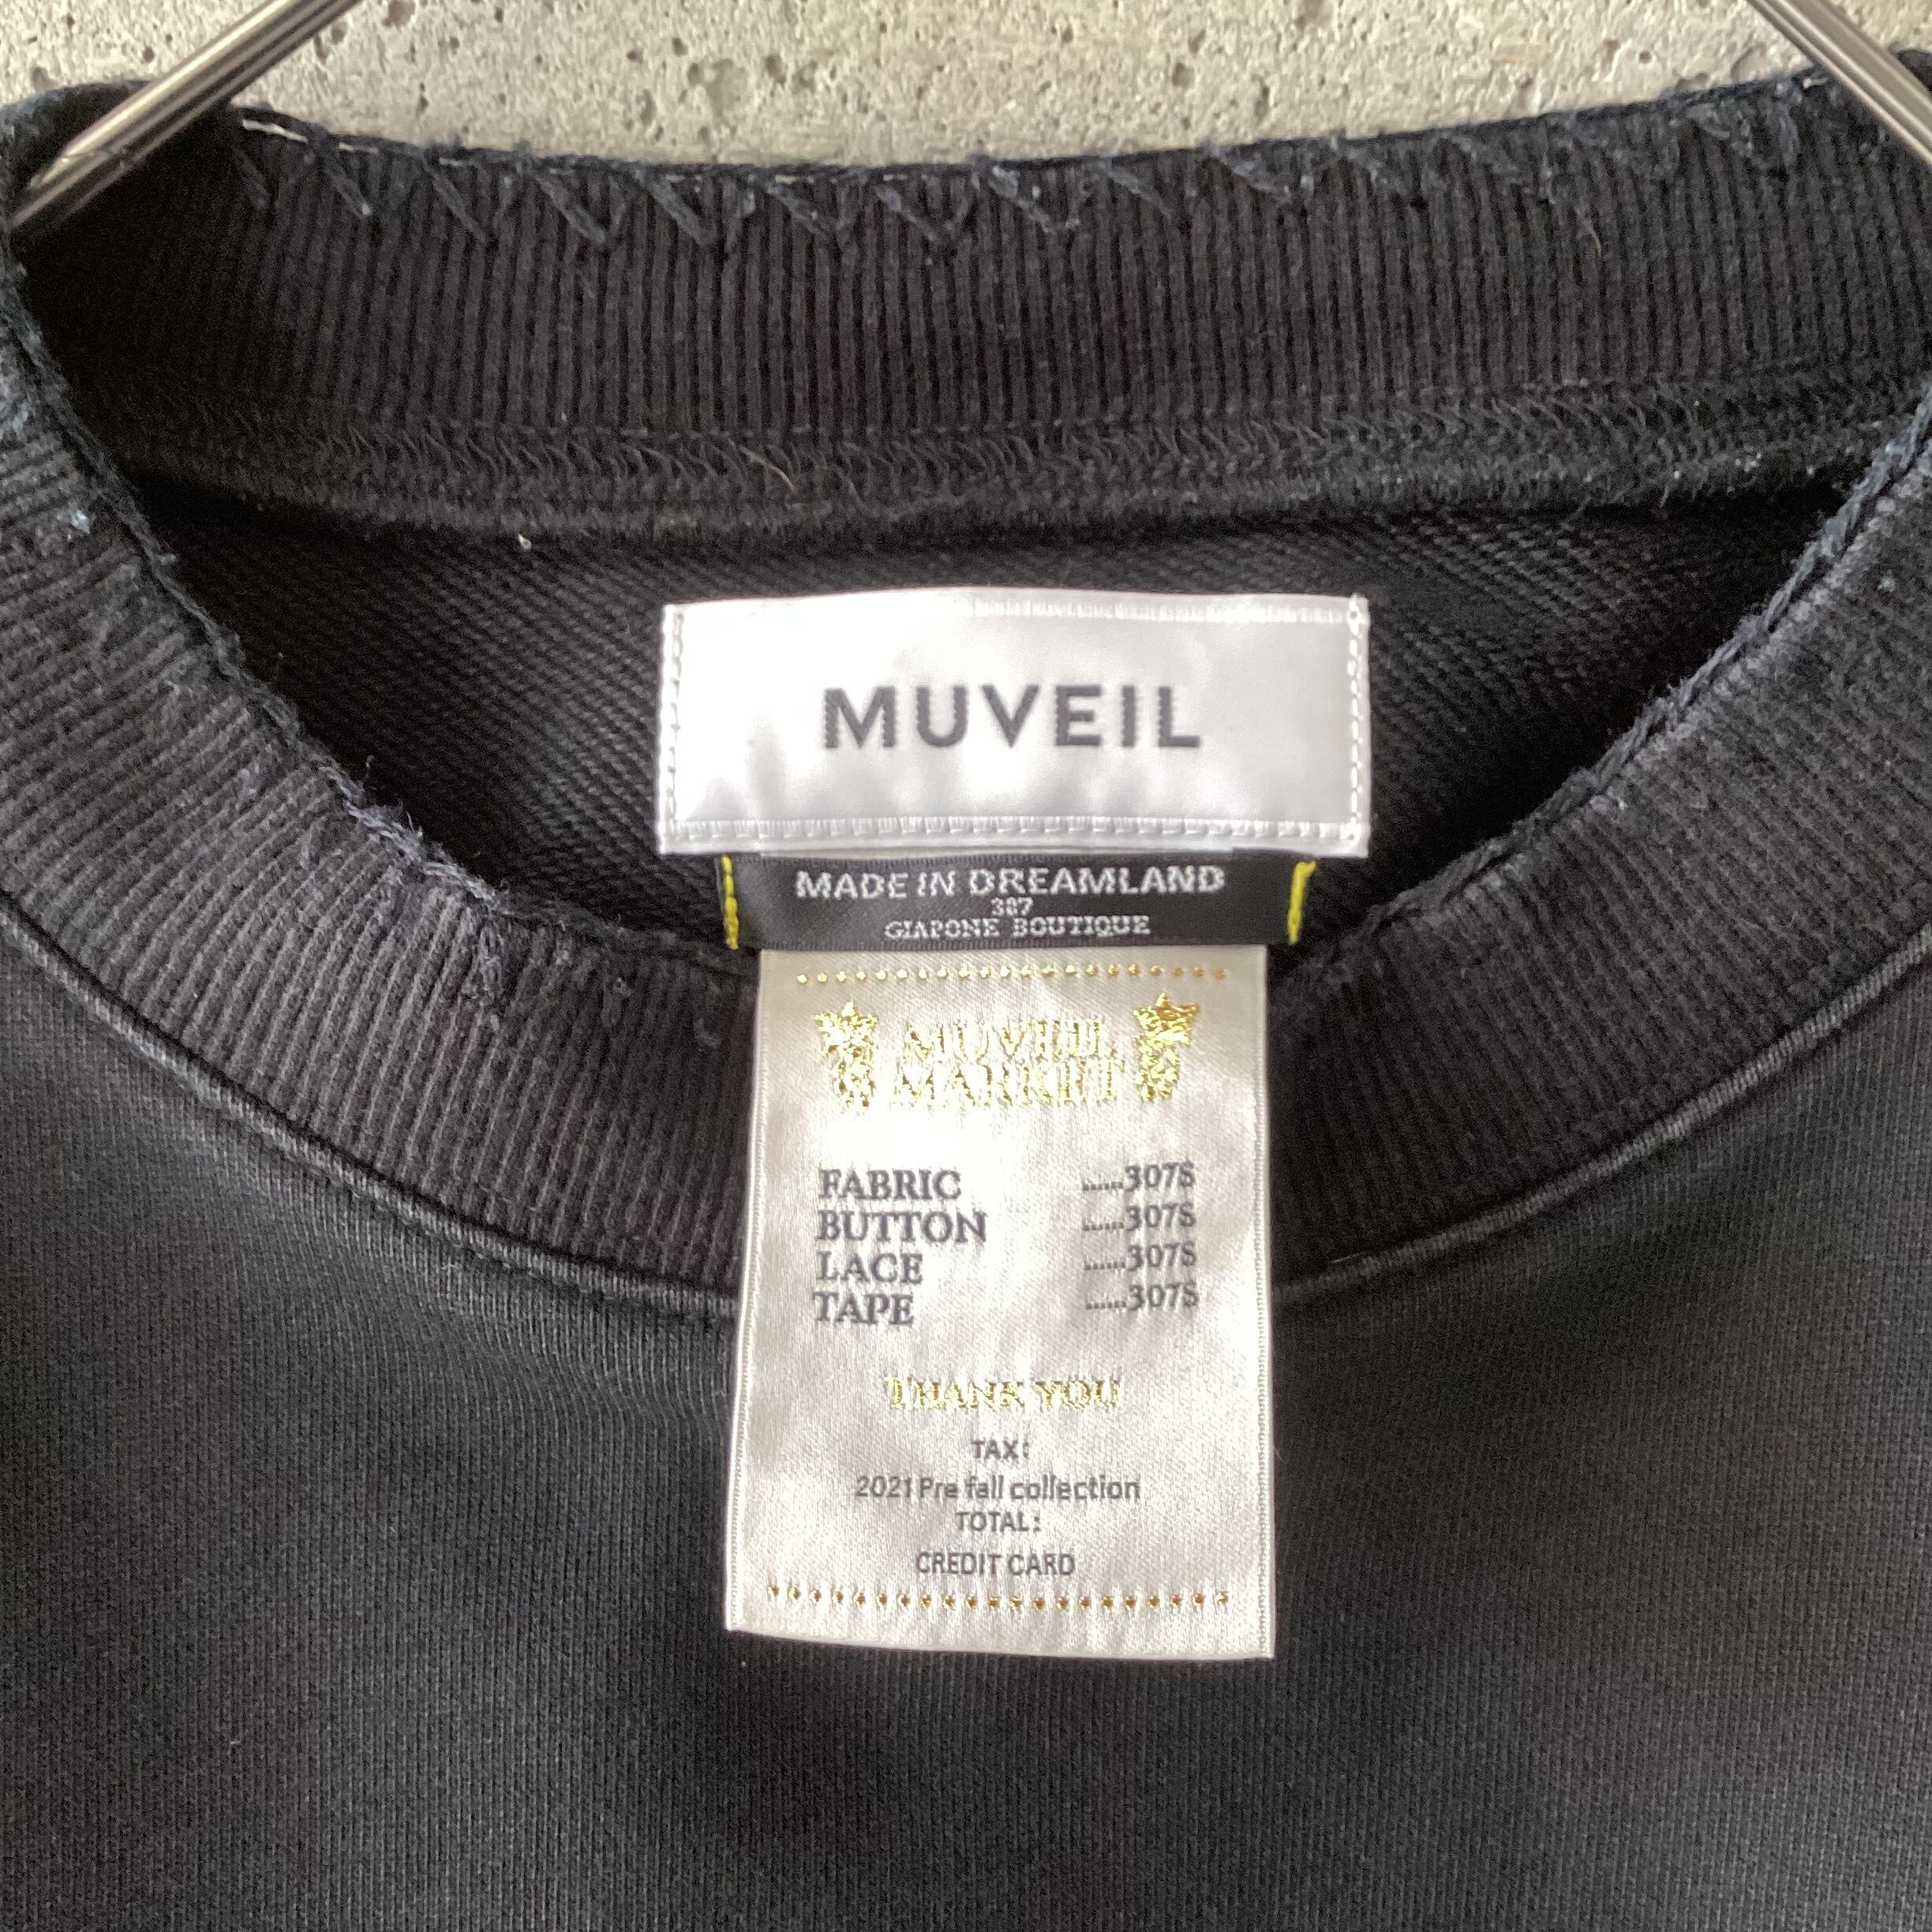 MUVEIL
MADE IN DREAMLAND
387
GIAPONE BOUTIQUE
MUVEIL
MARKET
FABRIC ......307$
BUTTON ......307$
LACE ......307$
TAPE ......307$
THANK YOU
TAX:
2021 Pre fall collection
TOTAL:
CREDIT CARD